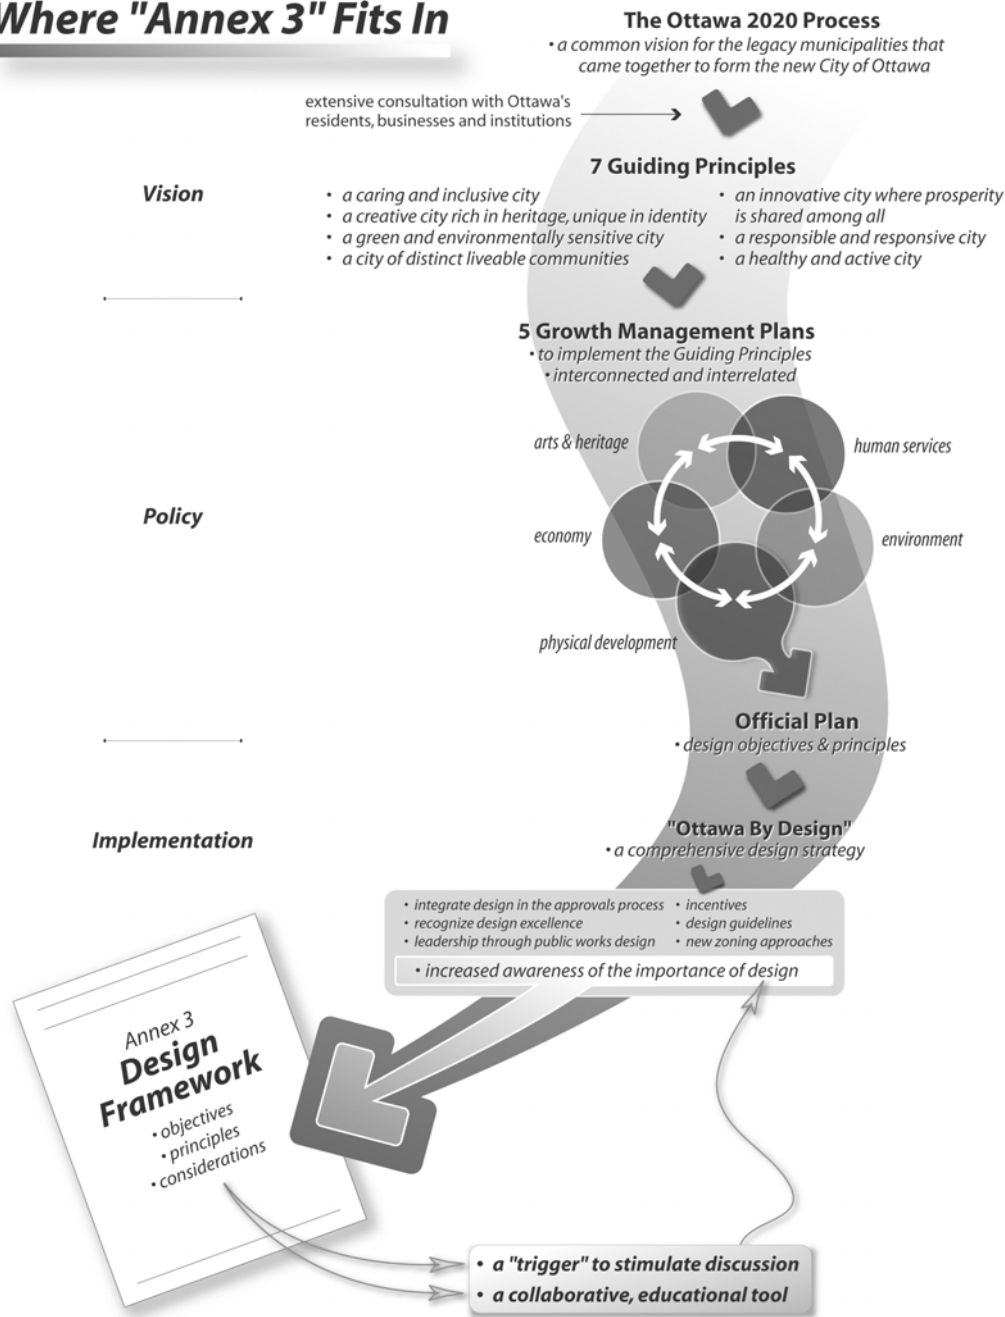 Where "Annex 3" Fits In
The Ottawa 2020 Process
• a common vision for the legacy municipalities that
came together to form the new City of Ottawa
extensive consultation with Ottawa's
residents, businesses and institutions
7 Guiding Principles
Vision
• a caring and inclusive city
• a creative city rich in heritage, unique in identity
• a green and environmentally sensitive city
• a city of distinct liveable communities
• an innovative city where prosperity
is shared among all
• a responsible and responsive city
• a healthy and active city
5 Growth Management Plans
• to implement the Guiding Principles
• interconnected and interrelated
arts & heritage
human services
Policy
economy
environment
physical development
Official Plan
• design objectives & principles
Implementation
"Ottawa By Design"
• a comprehensive design strategy
• integrate design in the approvals process
• recognize design excellence
• leadership through public works design
• incentives
• design guidelines
• new zoning approaches
• increased awareness of the importance of design
Annex 3
Design
Framework
• objectives
• principles
• considerations
• a "trigger" to stimulate discussion
• a collaborative, educational tool